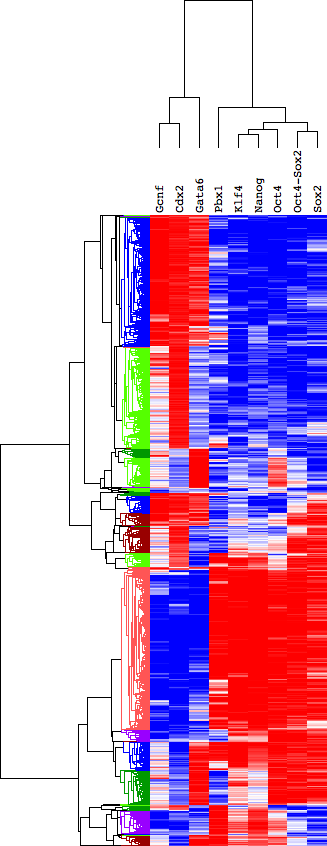 Gcnf
Cdx2
Gata6
Pbx1
Klf4
Nanog
Oct4
Oct4-Sox2
Sox2